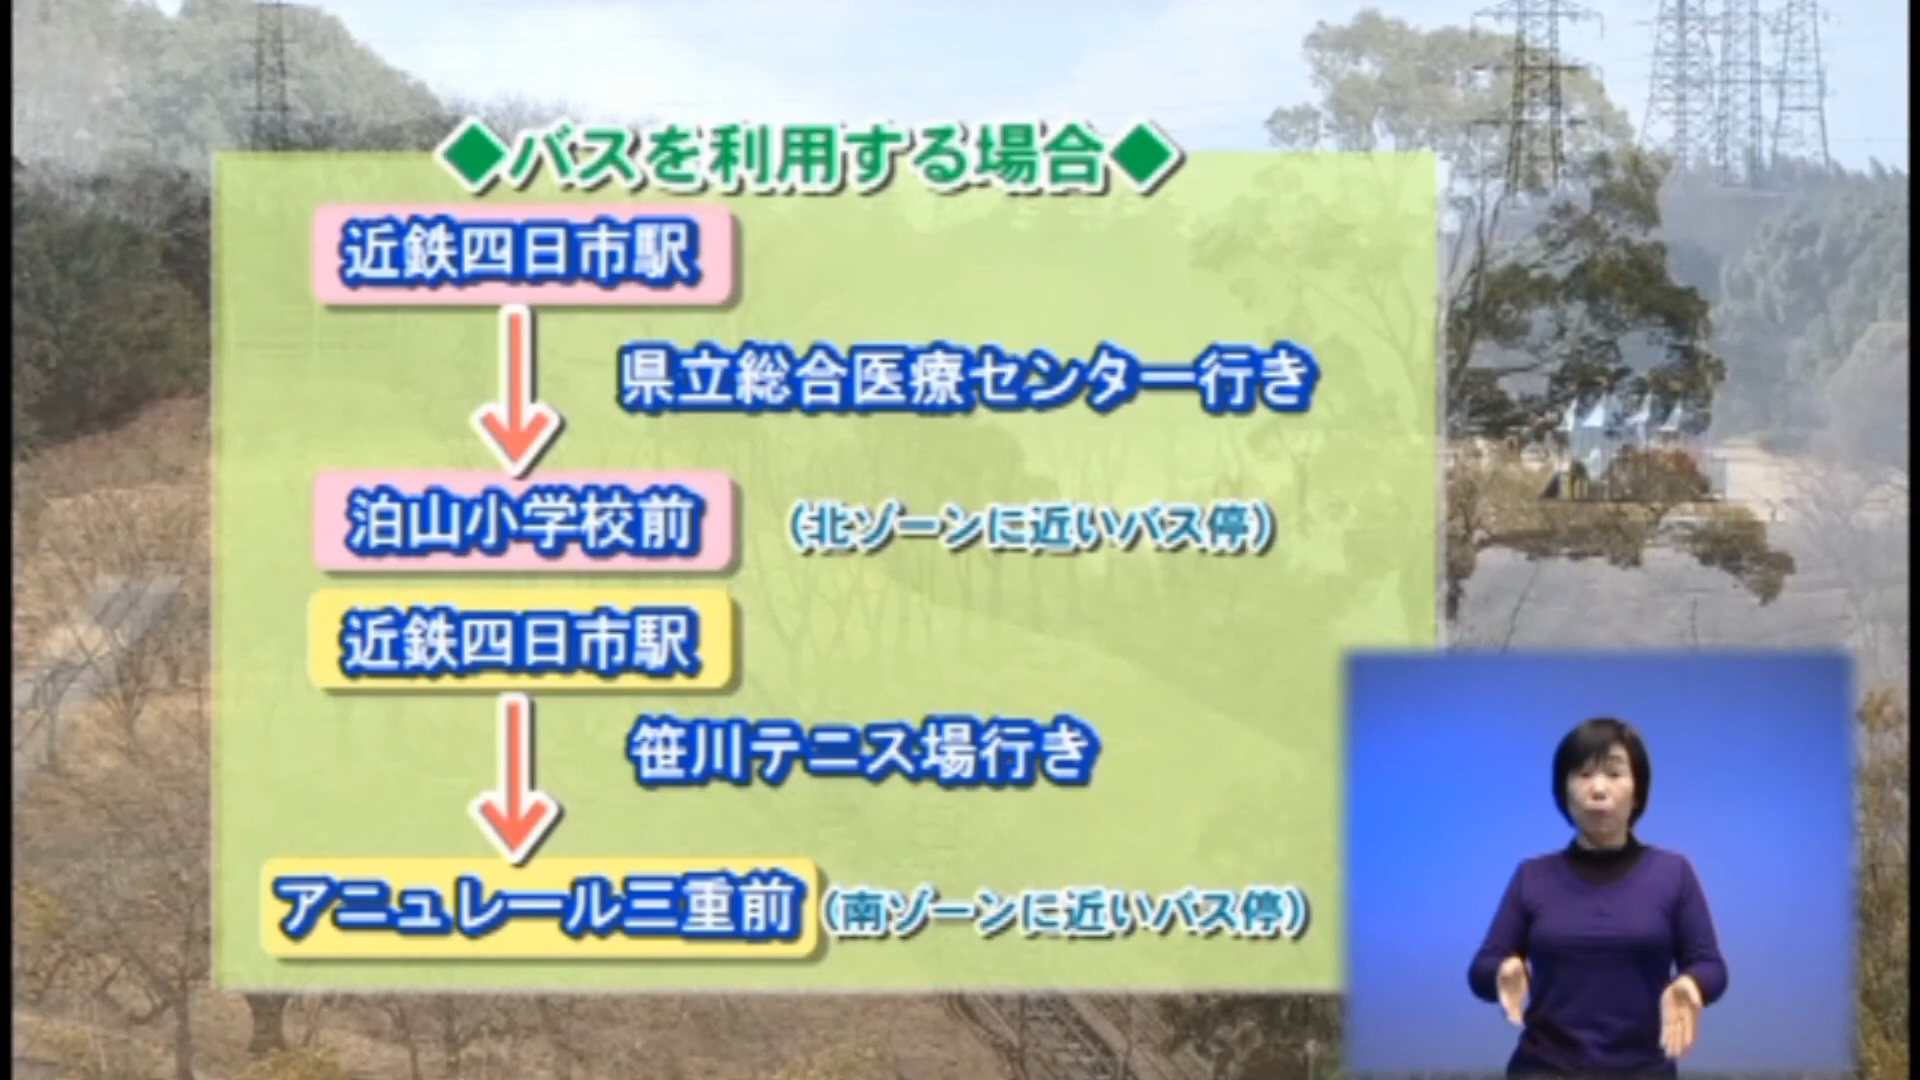 ◆バスを利用する場合◆
近鉄四日市駅
県立総合医療センター行き
泊山小学校前 (北ゾーンに近いバス停)
近鉄四日市駅
笹川テニス場行き
アニュレール三重前 (南ゾーンに近いバス停)